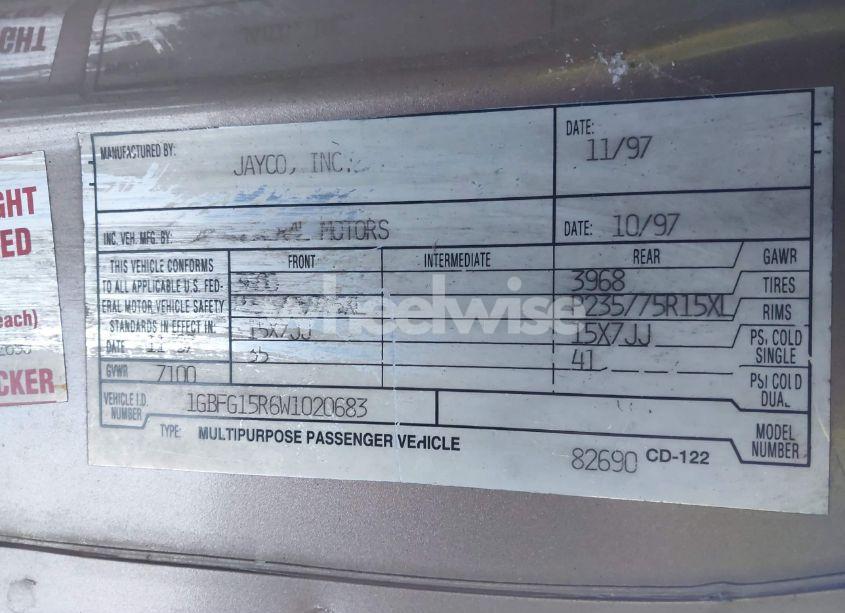 CHT
GHT
ED
each)
CKER
MANUFACTURED BY: JAYCO, INC. DATE: 11/97
INC. VEH. MFG. BY: MOTORS DATE: 10/97
THIS VEHICLE CONFORMS
TO ALL APPLICABLE U.S. FED-
ERAL MOTOR VEHICLE SAFETY
STANDARDS IN EFFECT IN:
DATE
GVWR 7100
FRONT INTERMEDIATE REAR GAWR
3968 TIRES
P235/75R15XL RIMS
15X7JJ 15X7JJ PSI COLD
SINGLE
35 41
PSI COLD
DUAL
VEHICLE I.D.
NUMBER 1GBFG15R6W1020683
TYPE: MULTIPURPOSE PASSENGER VEHICLE
MODEL
NUMBER
82690 CD-122
wheelwise